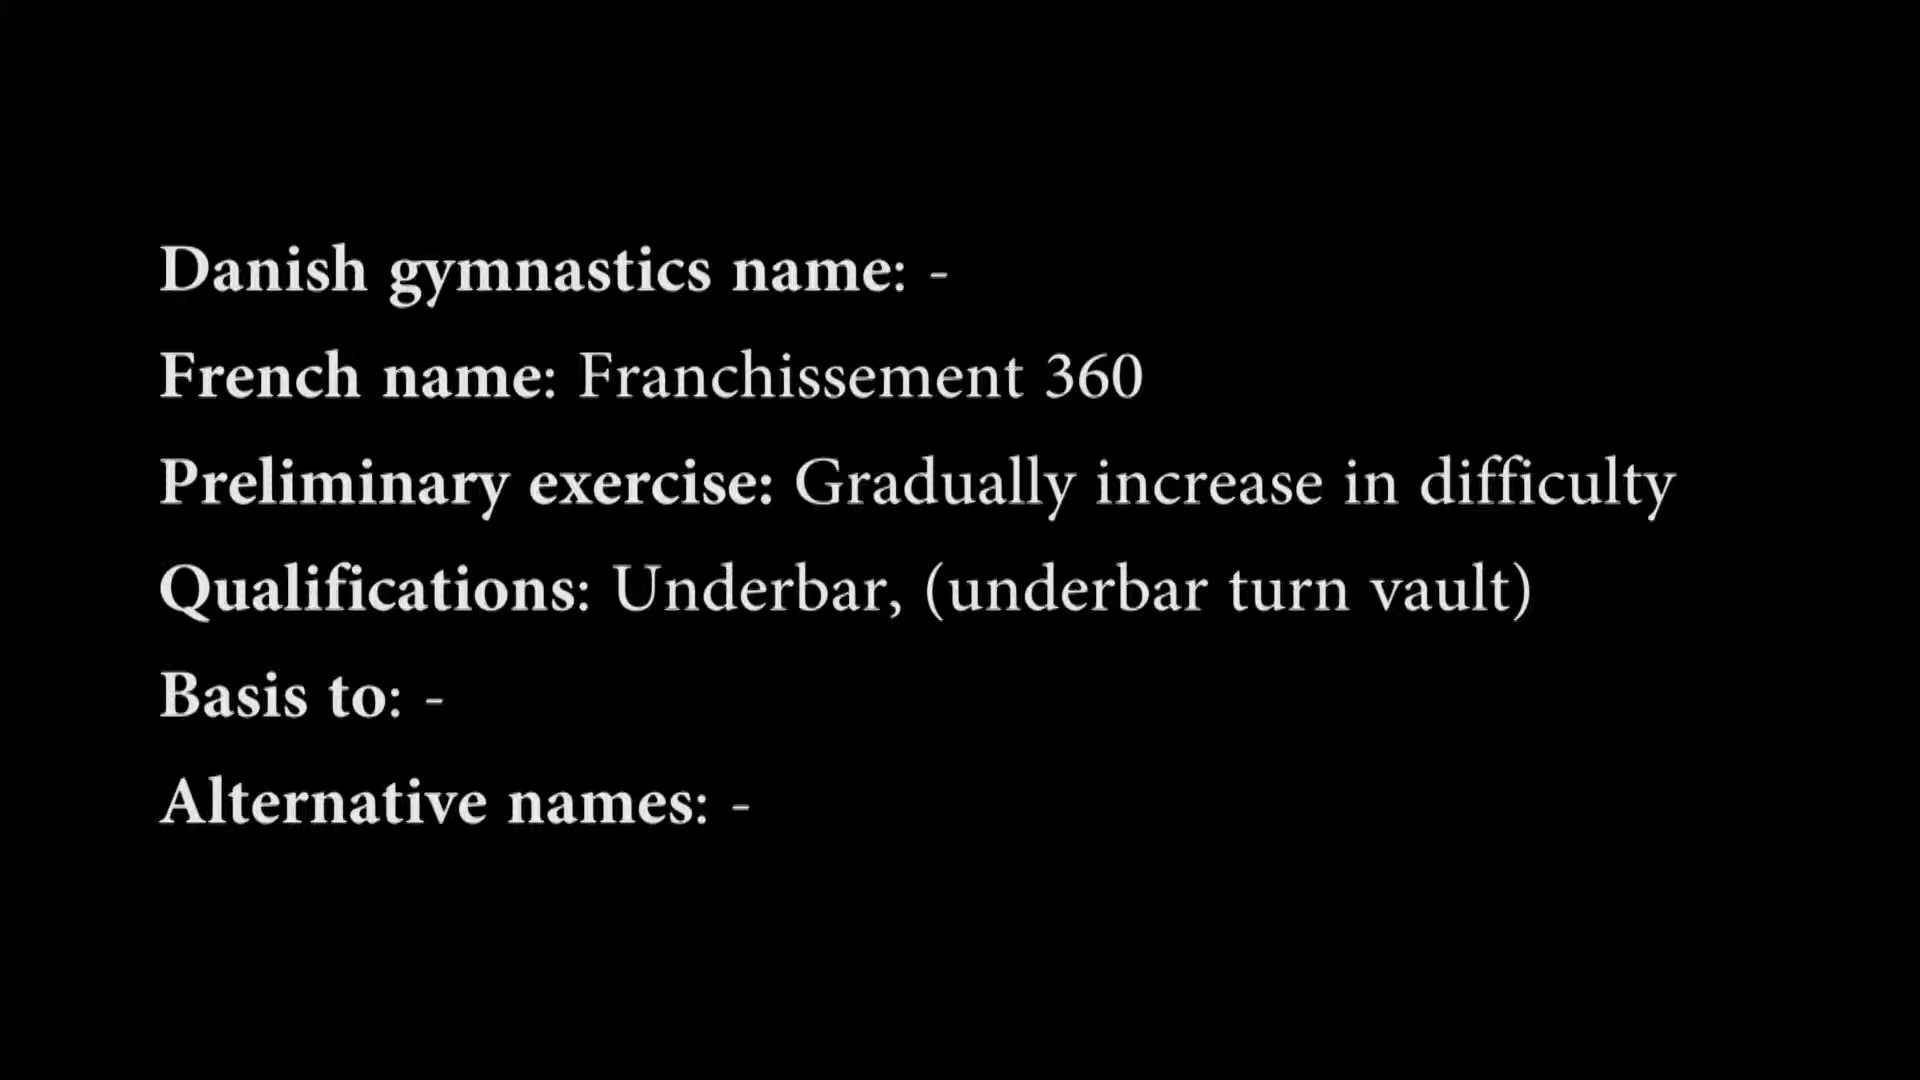 Danish gymnastics name: -
French name: Franchissement 360
Preliminary exercise: Gradually increase in difficulty
Qualifications: Underbar, (underbar turn vault)
Basis to: -
Alternative names: -